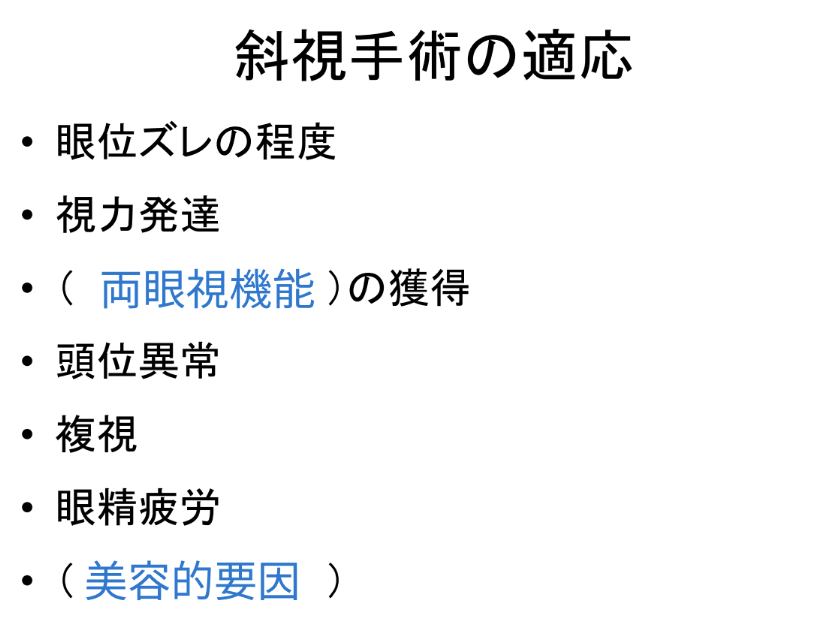 斜視手術の適応
• 眼位ズレの程度
• 視力発達
• ( 両眼視機能 )の獲得
• 頭位異常
• 複視
• 眼精疲労
• ( 美容的要因 )